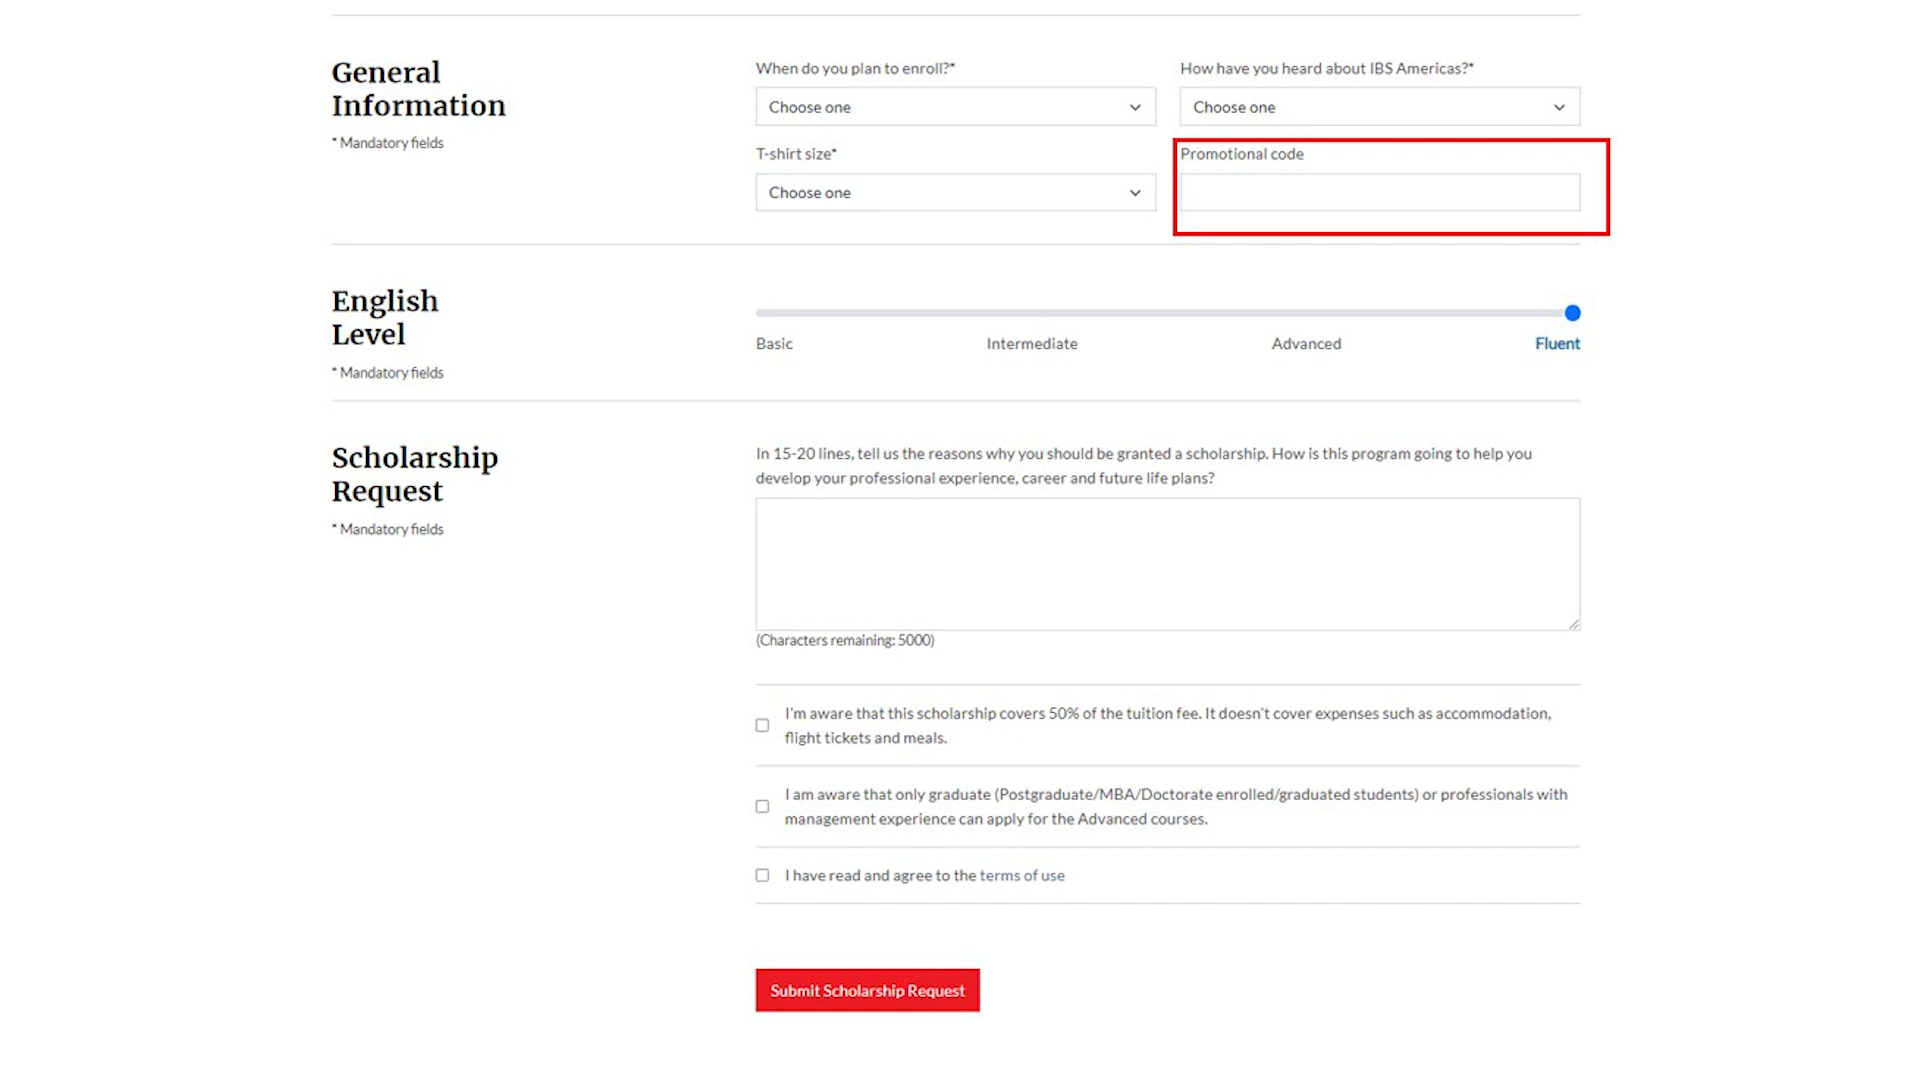 General
Information
* Mandatory fields
When do you plan to enroll?*
Choose one
How have you heard about IBS Americas?*
Choose one
T-shirt size*
Choose one
Promotional code
English
Level
* Mandatory fields
Basic Intermediate Advanced Fluent
Scholarship
Request
* Mandatory fields
In 15-20 lines, tell us the reasons why you should be granted a scholarship. How is this program going to help you
develop your professional experience, career and future life plans?
(Characters remaining: 5000)
I'm aware that this scholarship covers 50% of the tuition fee. It doesn't cover expenses such as accommodation,
flight tickets and meals.
I am aware that only graduate (Postgraduate/MBA/Doctorate enrolled/graduated students) or professionals with
management experience can apply for the Advanced courses.
I have read and agree to the terms of use
Submit Scholarship Request